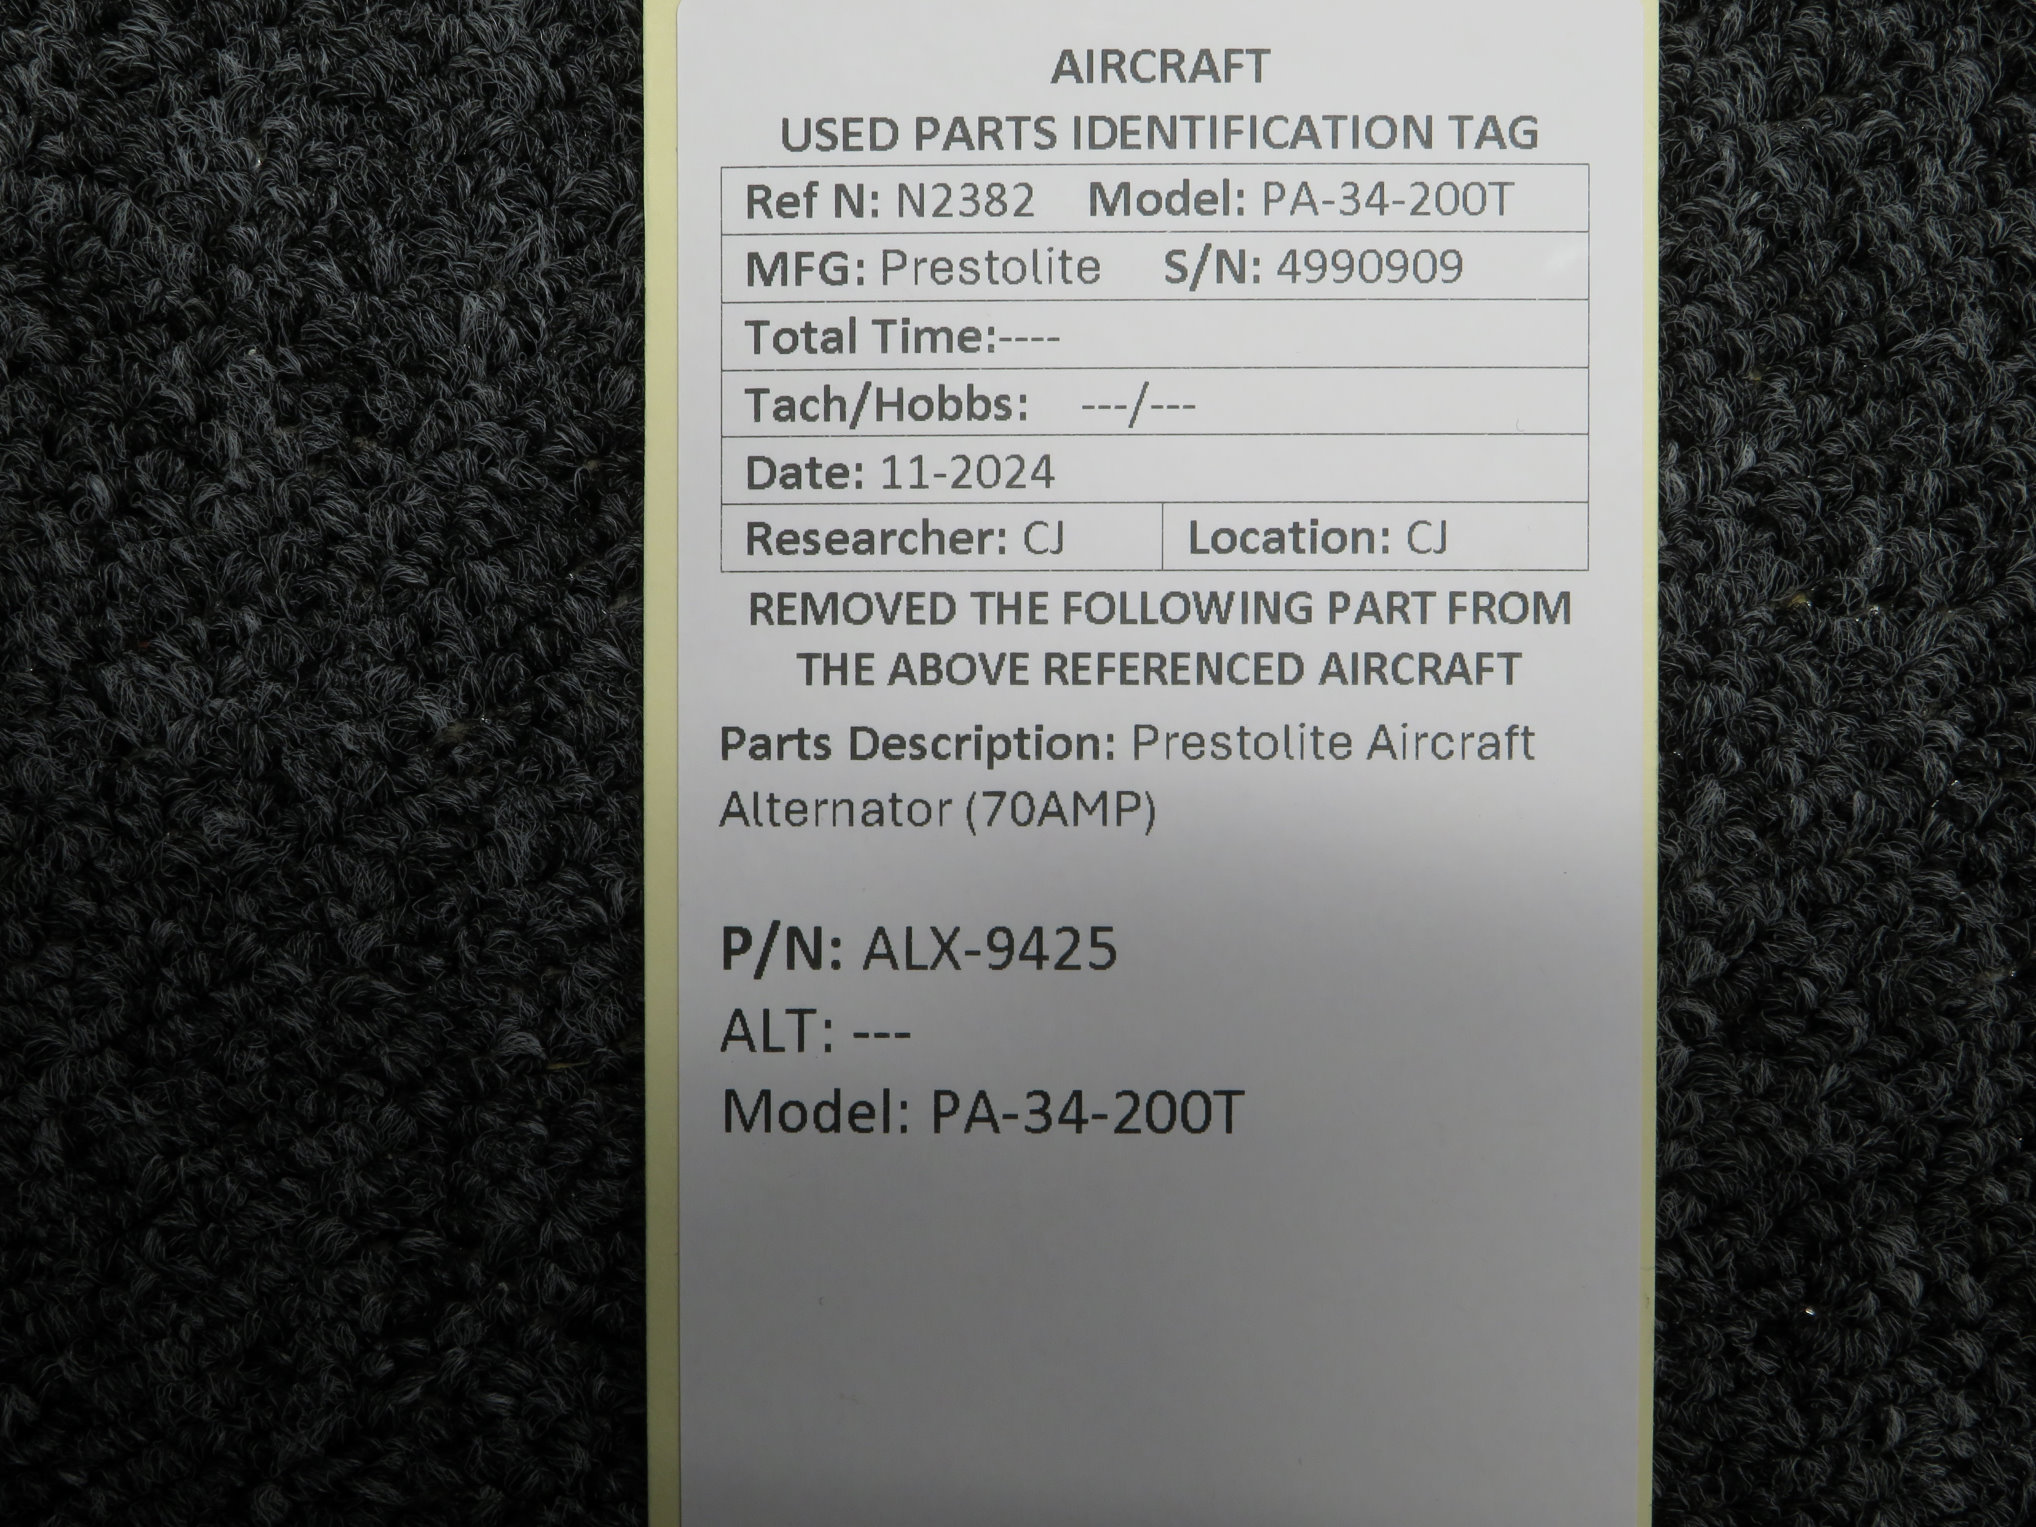 AIRCRAFT
USED PARTS IDENTIFICATION TAG
Ref N: N2382 Model: PA-34-200T
MFG: Prestolite S/N: 4990909
Total Time:----
Tach/Hobbs: ---/---
Date: 11-2024
Researcher: CJ Location: CJ
REMOVED THE FOLLOWING PART FROM
THE ABOVE REFERENCED AIRCRAFT
Parts Description: Prestolite Aircraft
Alternator (70AMP)
P/N: ALX-9425
ALT: ---
Model: PA-34-200T